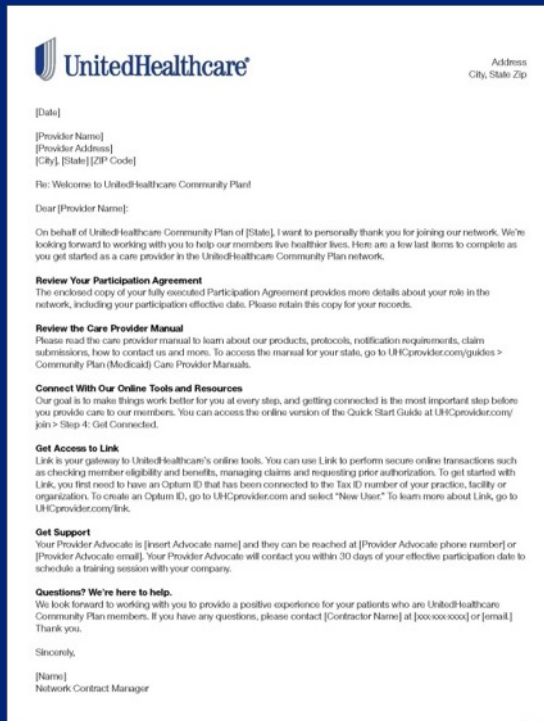 UnitedHealthcare®
Address
City, State Zip
[Date]
[Provider Name]
[Provider Address]
[City], [State] [ZIP Code]
Re: Welcome to UnitedHealthcare Community Plan!
Dear [Provider Name]:
On behalf of UnitedHealthcare Community Plan of [State], I want to personally thank you for joining our network. We're
looking forward to working with you to help our members live healthier lives. Here are a few last items to complete as
you get started as a care provider in the UnitedHealthcare Community Plan network.
Review Your Participation Agreement
The enclosed copy of your fully executed Participation Agreement provides more details about your role in the
network, including your participation effective date. Please retain this copy for your records.
Review the Care Provider Manual
Please read the care provider manual to learn about our products, protocols, notification requirements, claim
submissions, how to contact us and more. To access the manual for your state, go to UHCprovider.com/guides >
Community Plan (Medicaid) Care Provider Manuals.
Connect With Our Online Tools and Resources
Our goal is to make things work better for you at every step, and getting connected is the most important step before
you provide care to our members. You can access the online version of the Quick Start Guide at UHCprovider.com/
join > Step 4: Get Connected.
Get Access to Link
Link is your gateway to UnitedHealthcare's online tools. You can use Link to perform secure online transactions such
as checking member eligibility and benefits, managing claims and requesting prior authorization. To get started with
Link, you first need to have an Optum ID that has been connected to the Tax ID number of your practice, facility or
organization. To create an Optum ID, go to UHCprovider.com and select "New User." To learn more about Link, go to
UHCprovider.com/link.
Get Support
Your Provider Advocate is [insert Advocate name] and they can be reached at [Provider Advocate phone number] or
[Provider Advocate email]. Your Provider Advocate will contact you within 30 days of your effective participation date to
schedule a training session with your company.
Questions? We're here to help.
We look forward to working with you to provide a positive experience for your patients who are UnitedHealthcare
Community Plan members. If you have any questions, please contact [Contractor Name] at [xxx-xxx-xxxx] or [email.]
Thank you.
Sincerely,
[Name]
Network Contract Manager